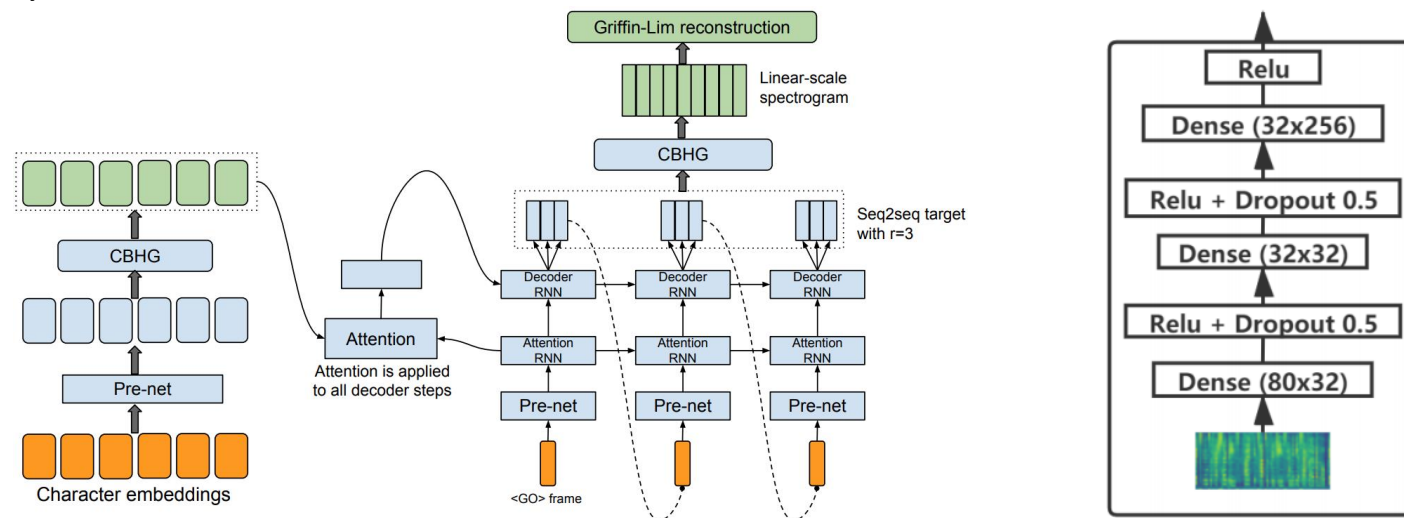 Griffin-Lim reconstruction
Linear-scale
spectrogram
CBHG
Seq2seq target
with r=3
CBHG
Decoder
RNN
Decoder
RNN
Decoder
RNN
Attention
Attention
RNN
Attention
RNN
Attention
RNN
Attention is applied
to all decoder steps
Pre-net
Pre-net
Pre-net
Pre-net
Character embeddings
<GO> frame
Relu
Dense (32x256)
Relu + Dropout 0.5
Dense (32x32)
Relu + Dropout 0.5
Dense (80x32)